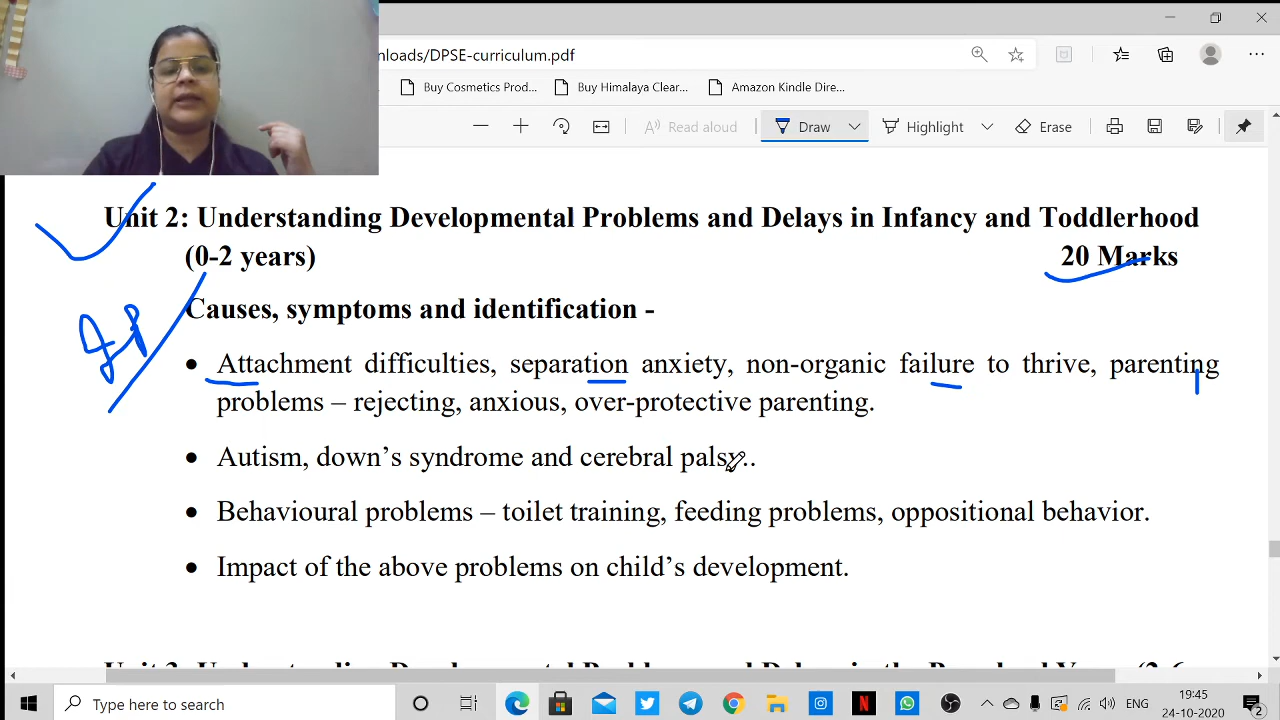 nloads/DPSE-curriculum.pdf
Buy Cosmetics Prod...
Buy Himalaya Clear...
Amazon Kindle Dire...
Read aloud
Draw
Highlight
Erase
Unit 2: Understanding Developmental Problems and Delays in Infancy and Toddlerhood
(0-2 years) 20 Marks
Causes, symptoms and identification -
• Attachment difficulties, separation anxiety, non-organic failure to thrive, parenting
problems – rejecting, anxious, over-protective parenting.
• Autism, down's syndrome and cerebral palsy..
• Behavioural problems – toilet training, feeding problems, oppositional behavior.
• Impact of the above problems on child's development.
Type here to search
19:45
24-10-2020
2